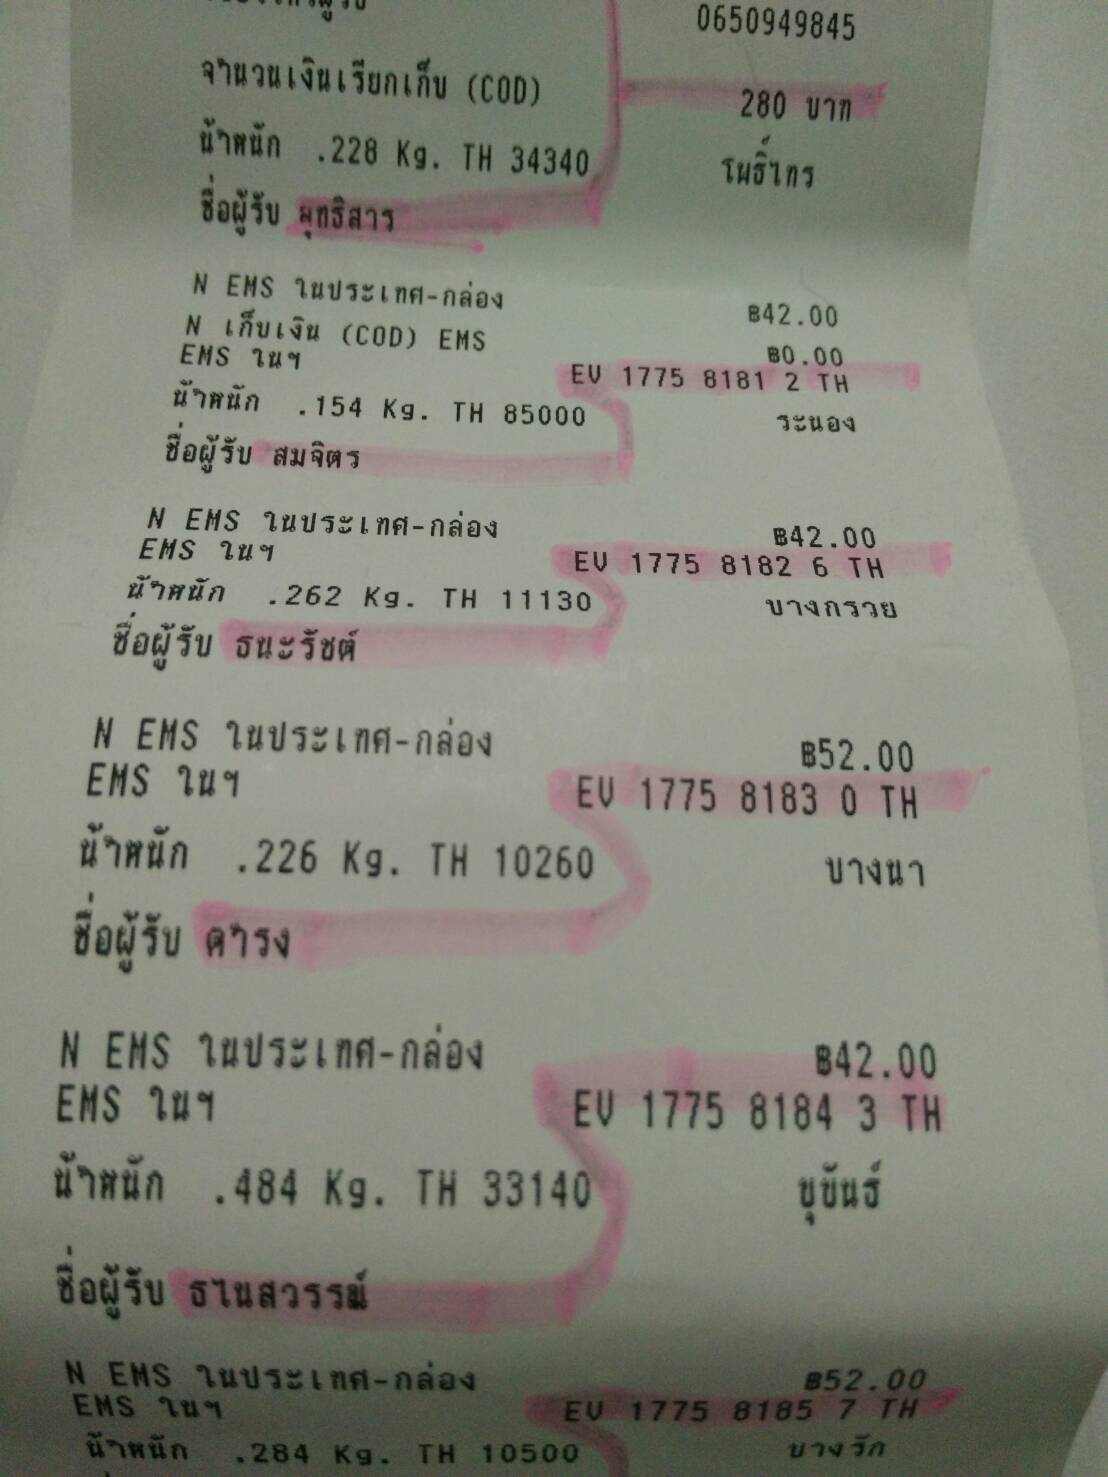 0650949845
จำนวนเงินเรียกเก็บ (COD) 280 บาท
น้ำหนัก .228 Kg. TH 34340 โพธิ์ไทร
ชื่อผู้รับ ยุทธิสาร
N EMS ในประเทศ-กล่อง ฿42.00
N เก็บเงิน (COD) EMS ฿0.00
EMS ในฯ EV 1775 8181 2 TH
น้ำหนัก .154 Kg. TH 85000 ระนอง
ชื่อผู้รับ สมจิตร
N EMS ในประเทศ-กล่อง ฿42.00
EMS ในฯ EV 1775 8182 6 TH
น้ำหนัก .262 Kg. TH 11130 บางกรวย
ชื่อผู้รับ ธนะรัชต์
N EMS ในประเทศ-กล่อง ฿52.00
EMS ในฯ EV 1775 8183 0 TH
น้ำหนัก .226 Kg. TH 10260 บางนา
ชื่อผู้รับ ดำรง
N EMS ในประเทศ-กล่อง ฿42.00
EMS ในฯ EV 1775 8184 3 TH
น้ำหนัก .484 Kg. TH 33140 ขุขันธ์
ชื่อผู้รับ ธไนสวรรณ์
N EMS ในประเทศ-กล่อง ฿52.00
EMS ในฯ EV 1775 8185 7 TH
น้ำหนัก .284 Kg. TH 10500 บางรัก